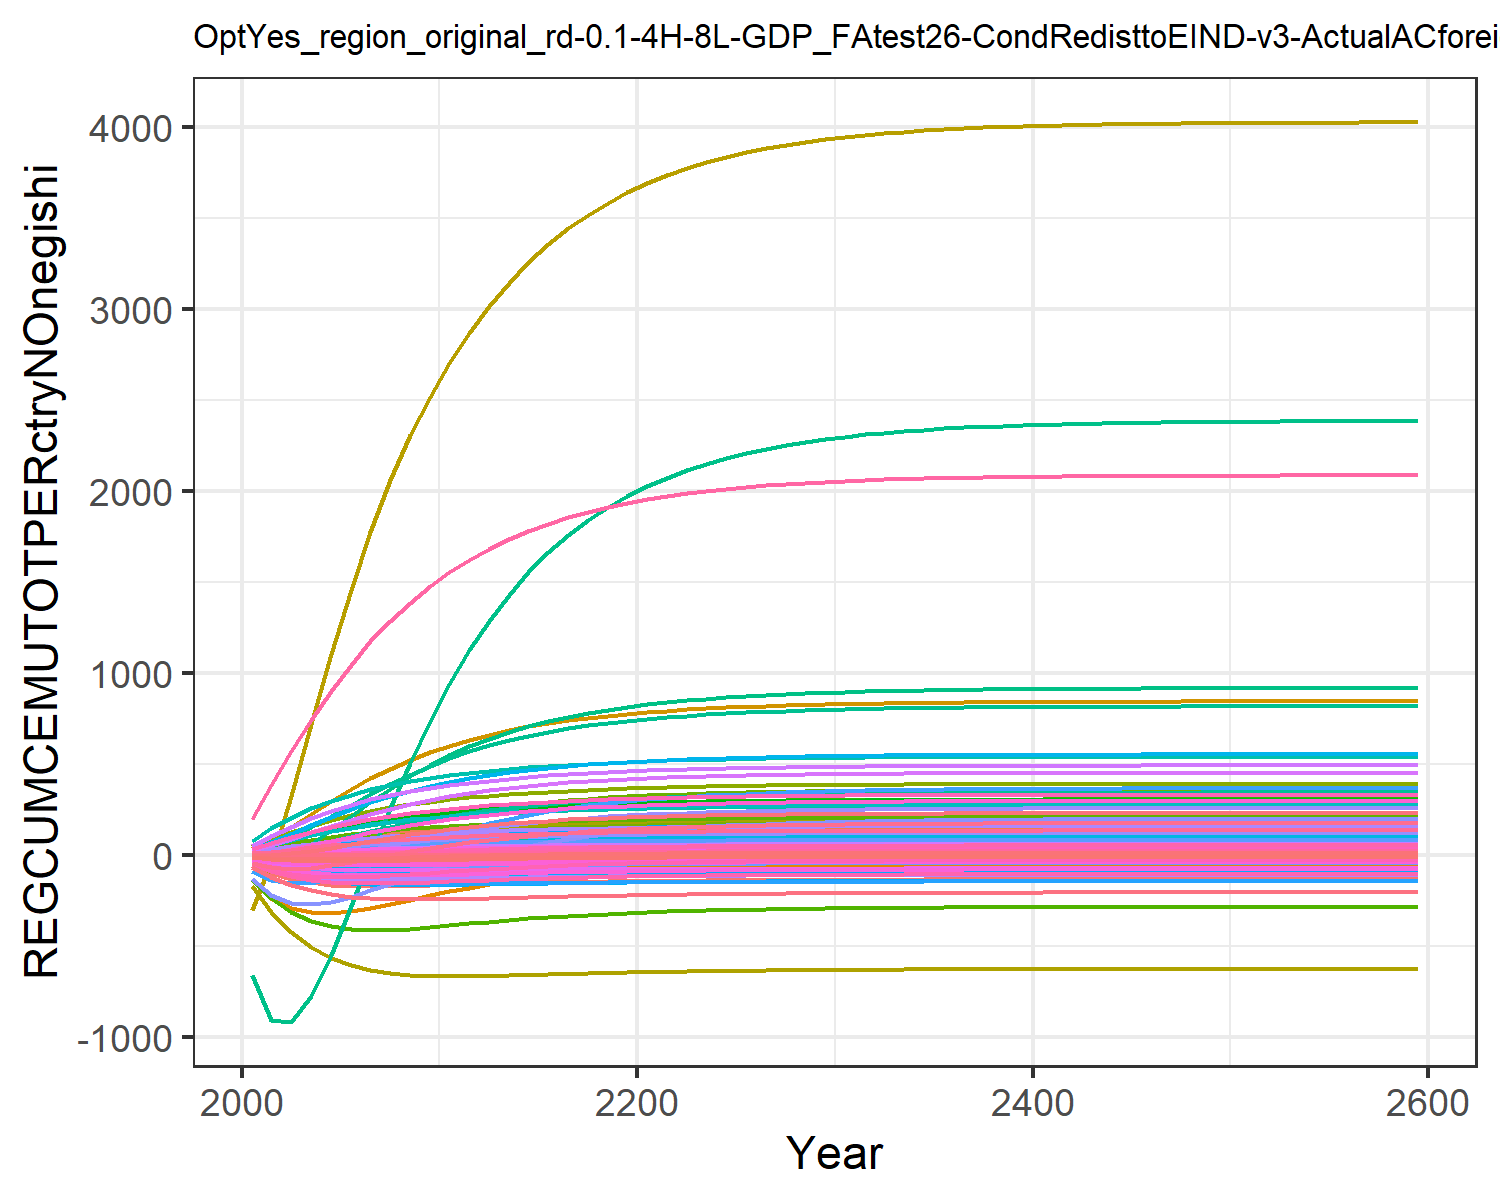 OptYes_region_original_rd-0.1-4H-8L-GDP_FAtest26-CondRedisttoEIND-v3-ActualACforei
REGCUMCEMUTOTPERctryNOnegishi
4000
3000
2000
1000
0
-1000
2000 2200 2400 2600
Year